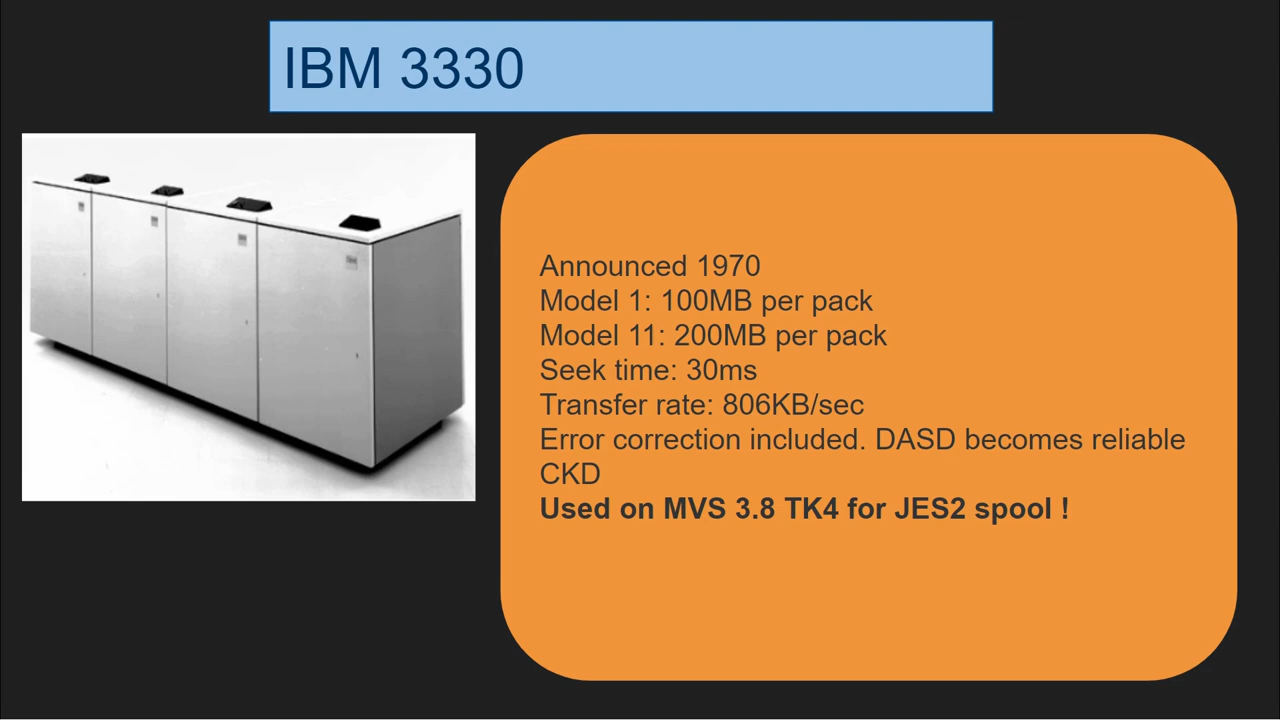 IBM 3330
Announced 1970
Model 1: 100MB per pack
Model 11: 200MB per pack
Seek time: 30ms
Transfer rate: 806KB/sec
Error correction included. DASD becomes reliable
CKD
Used on MVS 3.8 TK4 for JES2 spool !